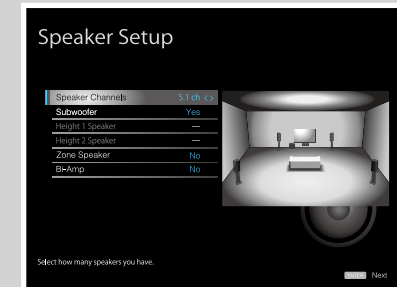 Speaker Setup
Speaker Channels 5.1 ch < >
Subwoofer Yes
Height 1 Speaker —
Height 2 Speaker —
Zone Speaker No
Bi-Amp No
Select how many speakers you have.
ENTER Next